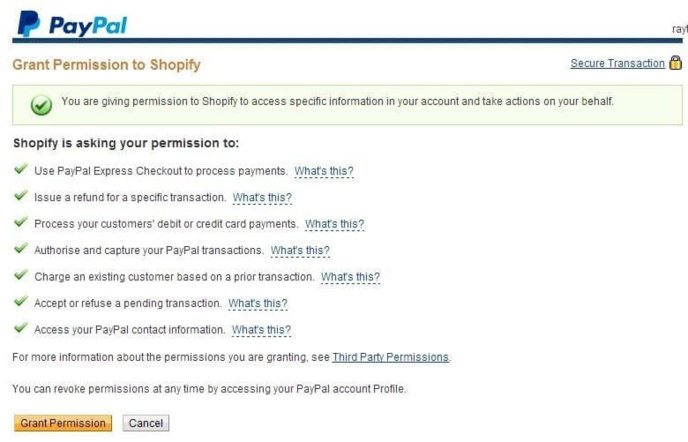 PayPal
Grant Permission to Shopify
Secure Transaction
You are giving permission to Shopify to access specific information in your account and take actions on your behalf.
Shopify is asking your permission to:
Use PayPal Express Checkout to process payments. What's this?
Issue a refund for a specific transaction. What's this?
Process your customers' debit or credit card payments. What's this?
Authorise and capture your PayPal transactions. What's this?
Charge an existing customer based on a prior transaction. What's this?
Accept or refuse a pending transaction. What's this?
Access your PayPal contact information. What's this?
For more information about the permissions you are granting, see Third Party Permissions.
You can revoke permissions at any time by accessing your PayPal account Profile.
Grant Permission Cancel